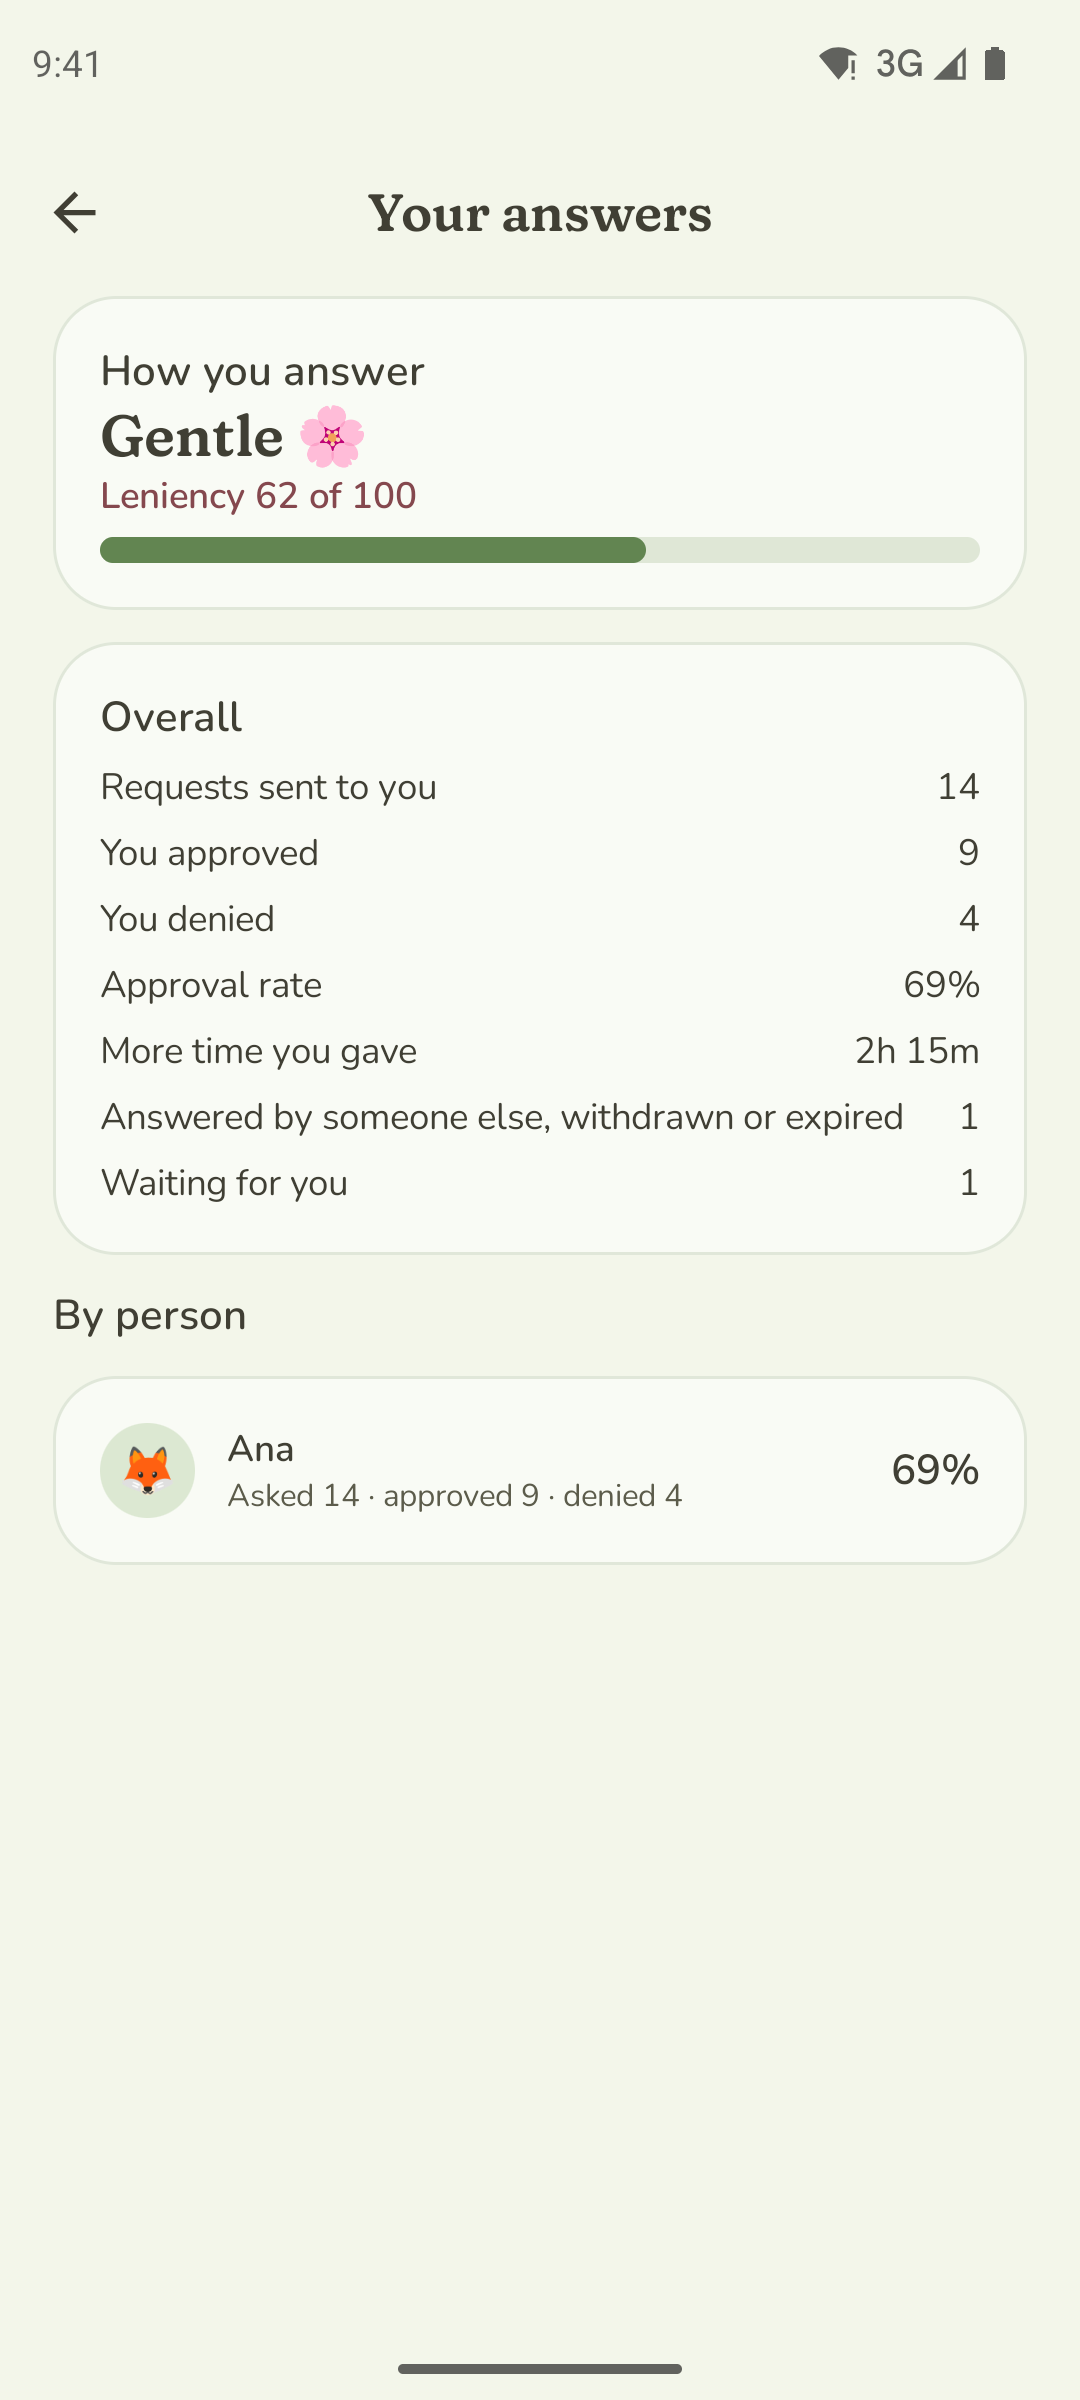 9:41
3G
Your answers
How you answer
Gentle 🌸
Leniency 62 of 100
Overall
Requests sent to you 14
You approved 9
You denied 4
Approval rate 69%
More time you gave 2h 15m
Answered by someone else, withdrawn or expired 1
Waiting for you 1
By person
Ana
Asked 14 · approved 9 · denied 4
69%